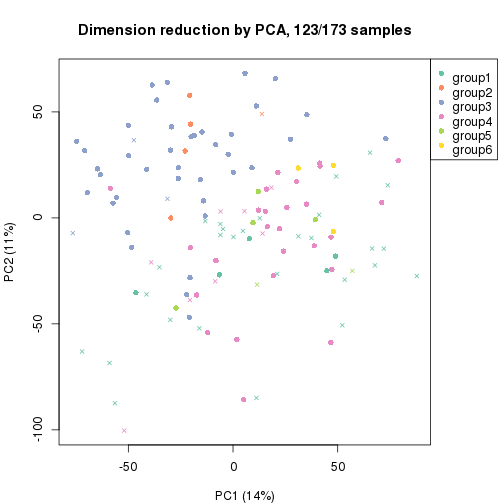 Dimension reduction by PCA, 123/173 samples
group1
group2
group3
group4
group5
group6
50
0
-50
-100
PC2 (11%)
-50
0
50
PC1 (14%)